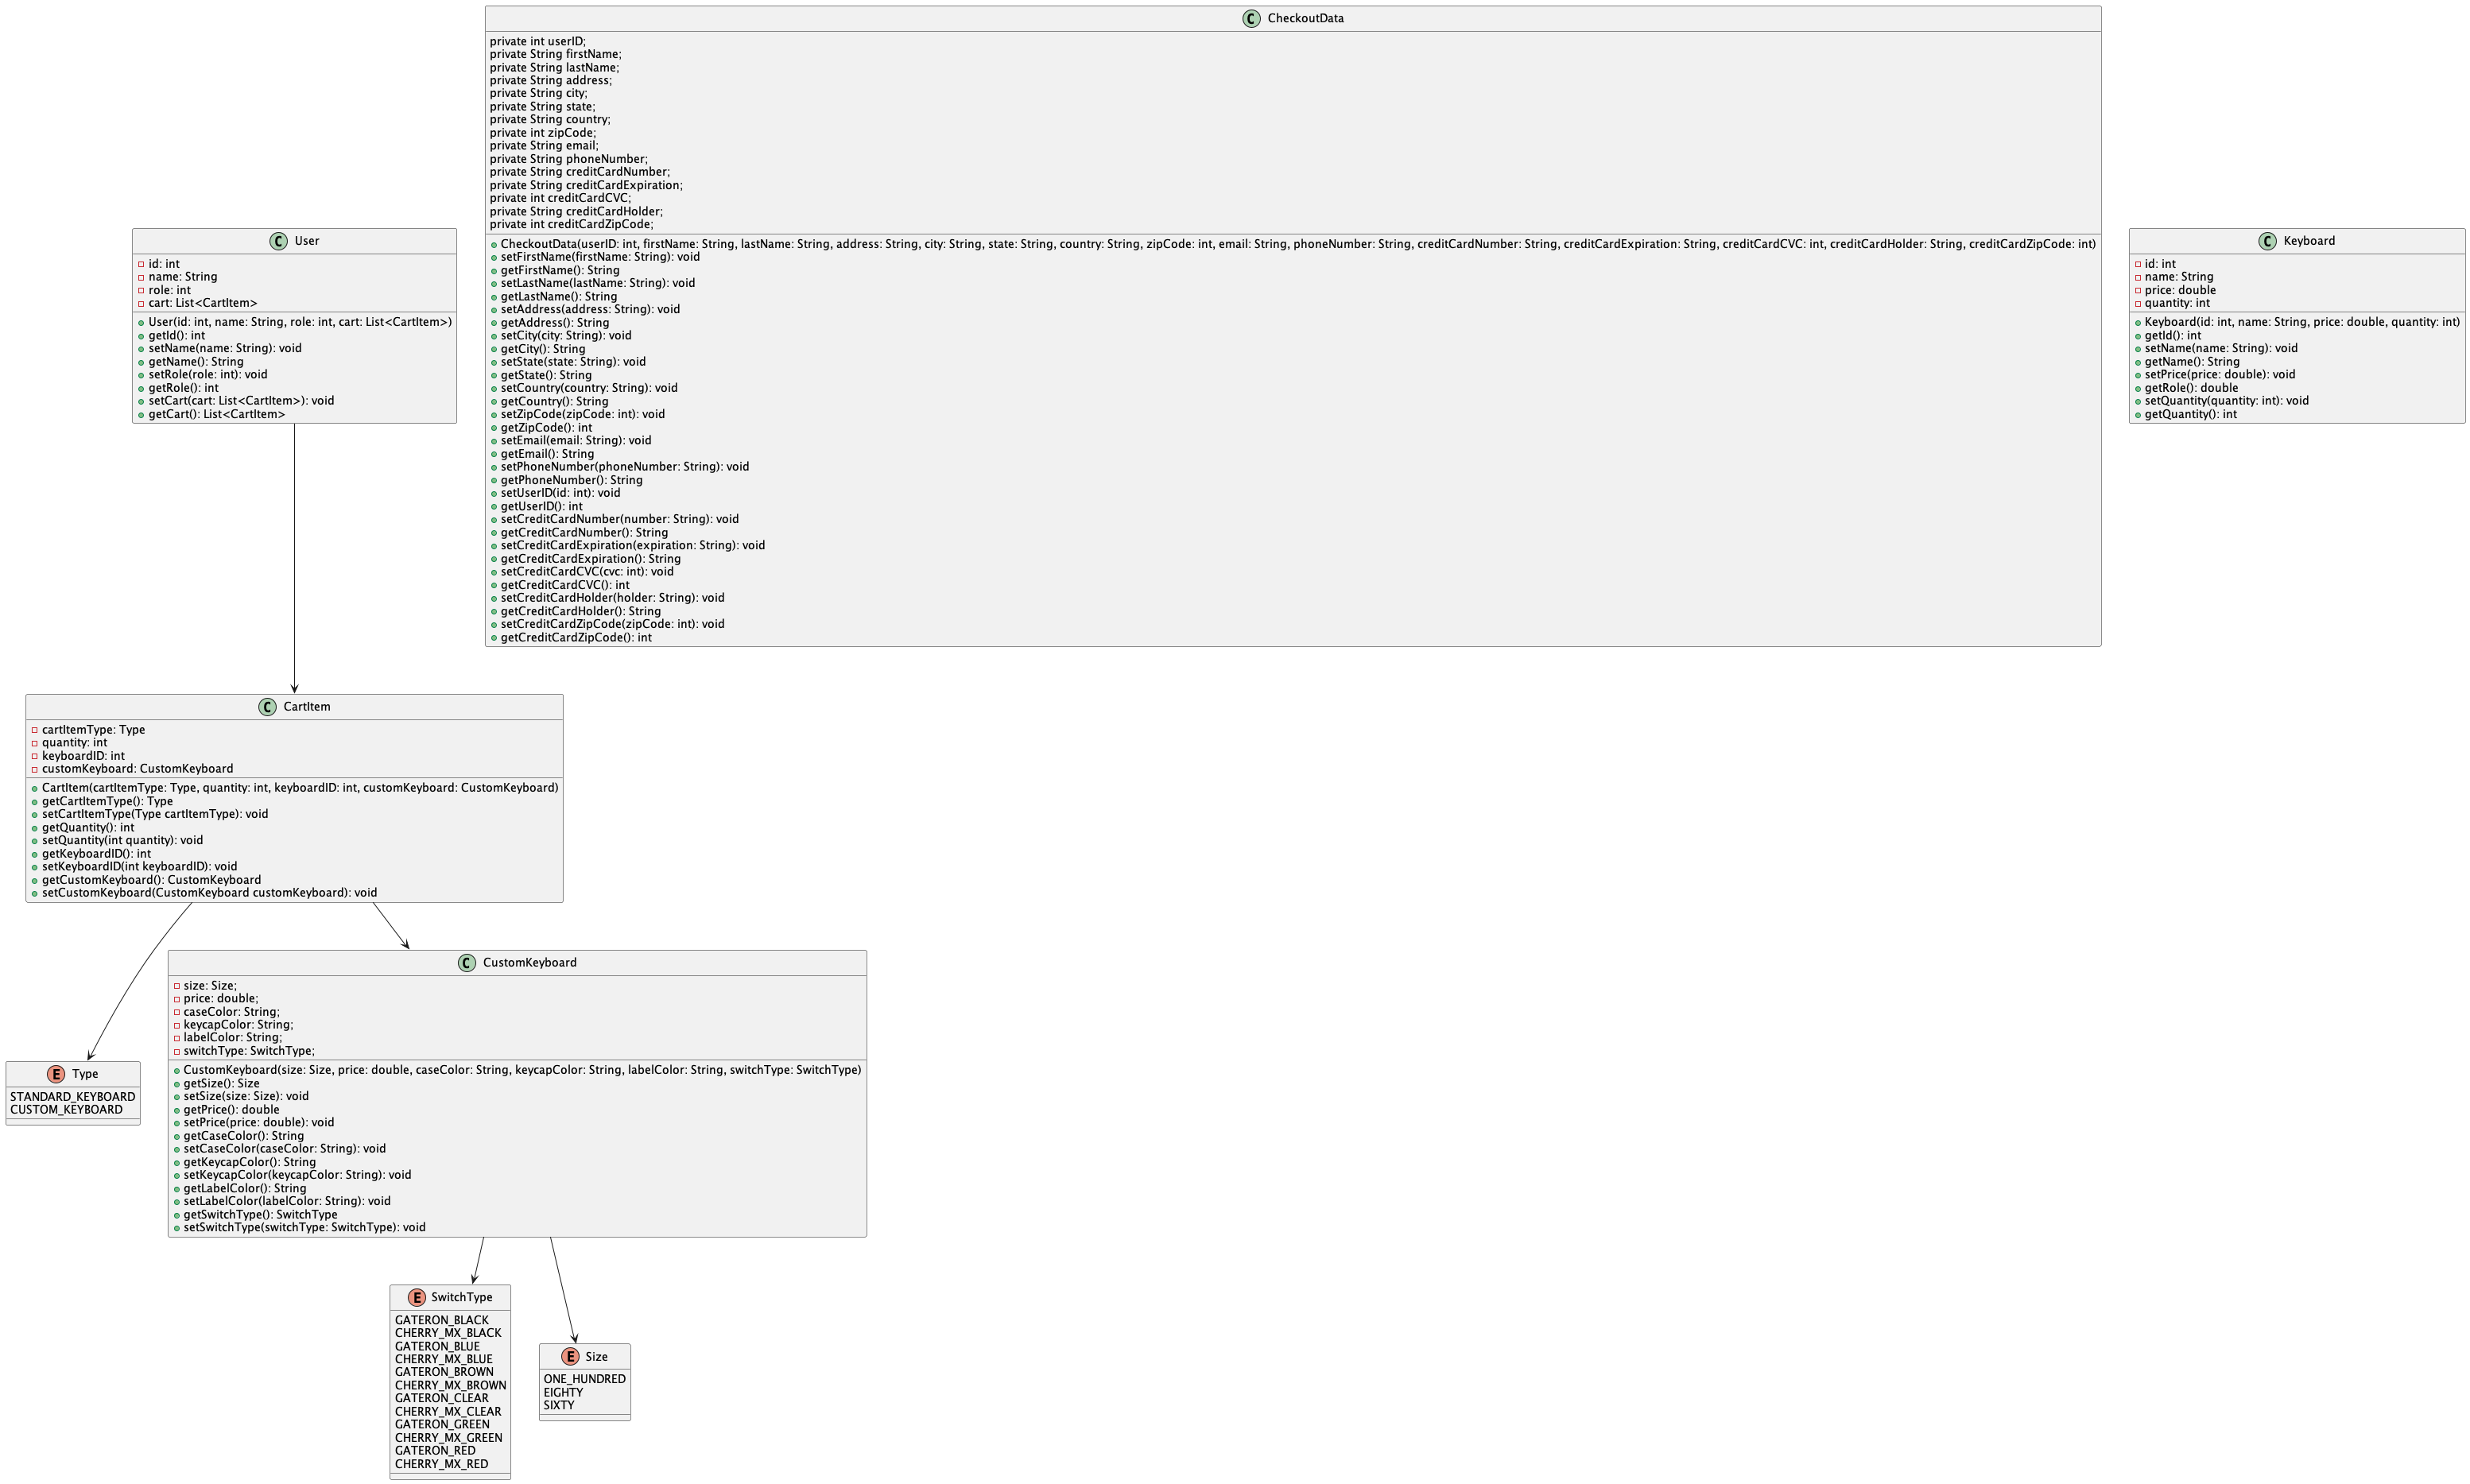 C User
id: int
name: String
role: int
cart: List<CartItem>
User(id: int, name: String, role: int, cart: List<CartItem>)
getId(): int
setName(name: String): void
getName(): String
setRole(role: int): void
getRole(): int
setCart(cart: List<CartItem>): void
getCart(): List<CartItem>
C CheckoutData
private int userID;
private String firstName;
private String lastName;
private String address;
private String city;
private String state;
private String country;
private int zipCode;
private String email;
private String phoneNumber;
private String creditCardNumber;
private String creditCardExpiration;
private int creditCardCVC;
private String creditCardHolder;
private int creditCardZipCode;
CheckoutData(userID: int, firstName: String, lastName: String, address: String, city: String, state: String, country: String, zipCode: int, email: String, phoneNumber: String, creditCardNumber: String, creditCardExpiration: String, creditCardCVC: int, creditCardHolder: String, creditCardZipCode: int)
setFirstName(firstName: String): void
getFirstName(): String
setLastName(lastName: String): void
getLastName(): String
setAddress(address: String): void
getAddress(): String
setCity(city: String): void
getCity(): String
setState(state: String): void
getState(): String
setCountry(country: String): void
getCountry(): String
setZipCode(zipCode: int): void
getZipCode(): int
setEmail(email: String): void
getEmail(): String
setPhoneNumber(phoneNumber: String): void
getPhoneNumber(): String
setUserID(id: int): void
getUserID(): int
setCreditCardNumber(number: String): void
getCreditCardNumber(): String
setCreditCardExpiration(expiration: String): void
getCreditCardExpiration(): String
setCreditCardCVC(cvc: int): void
getCreditCardCVC(): int
setCreditCardHolder(holder: String): void
getCreditCardHolder(): String
setCreditCardZipCode(zipCode: int): void
getCreditCardZipCode(): int
C Keyboard
id: int
name: String
price: double
quantity: int
Keyboard(id: int, name: String, price: double, quantity: int)
getId(): int
setName(name: String): void
getName(): String
setPrice(price: double): void
getRole(): double
setQuantity(quantity: int): void
getQuantity(): int
C CartItem
cartItemType: Type
quantity: int
keyboardID: int
customKeyboard: CustomKeyboard
CartItem(cartItemType: Type, quantity: int, keyboardID: int, customKeyboard: CustomKeyboard)
getCartItemType(): Type
setCartItemType(Type cartItemType): void
getQuantity(): int
setQuantity(int quantity): void
getKeyboardID(): int
setKeyboardID(int keyboardID): void
getCustomKeyboard(): CustomKeyboard
setCustomKeyboard(CustomKeyboard customKeyboard): void
E Type
STANDARD_KEYBOARD
CUSTOM_KEYBOARD
C CustomKeyboard
size: Size;
price: double;
caseColor: String;
keycapColor: String;
labelColor: String;
switchType: SwitchType;
CustomKeyboard(size: Size, price: double, caseColor: String, keycapColor: String, labelColor: String, switchType: SwitchType)
getSize(): Size
setSize(size: Size): void
getPrice(): double
setPrice(price: double): void
getCaseColor(): String
setCaseColor(caseColor: String): void
getKeycapColor(): String
setKeycapColor(keycapColor: String): void
getLabelColor(): String
setLabelColor(labelColor: String): void
getSwitchType(): SwitchType
setSwitchType(switchType: SwitchType): void
E SwitchType
GATERON_BLACK
CHERRY_MX_BLACK
GATERON_BLUE
CHERRY_MX_BLUE
GATERON_BROWN
CHERRY_MX_BROWN
GATERON_CLEAR
CHERRY_MX_CLEAR
GATERON_GREEN
CHERRY_MX_GREEN
GATERON_RED
CHERRY_MX_RED
E Size
ONE_HUNDRED
EIGHTY
SIXTY